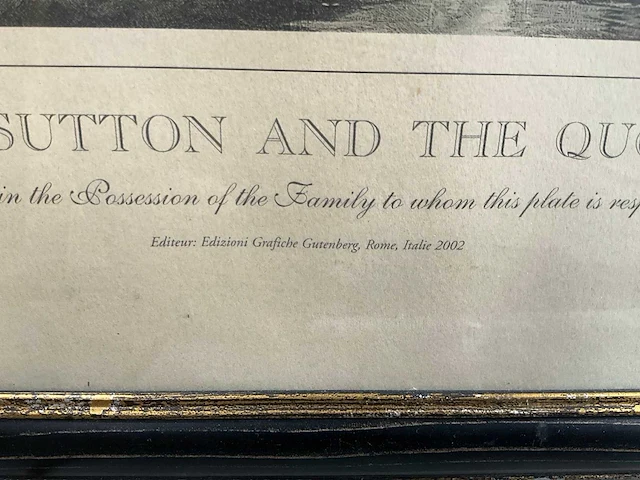 SUTTON AND THE QUO
in the Possession of the Family to whom this plate is resp
Editeur: Edizioni Grafiche Gutenberg, Rome, Italie 2002